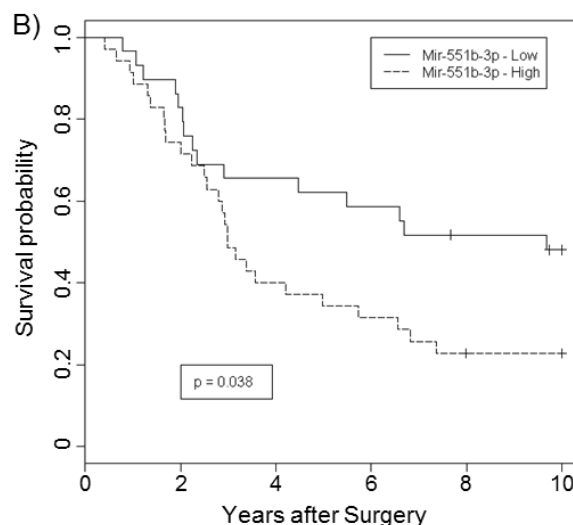 B)
Mir-551b-3p - Low
Mir-551b-3p - High
Survival probability
1.0
0.8
0.6
0.4
0.2
0
p = 0.038
0 2 4 6 8 10
Years after Surgery